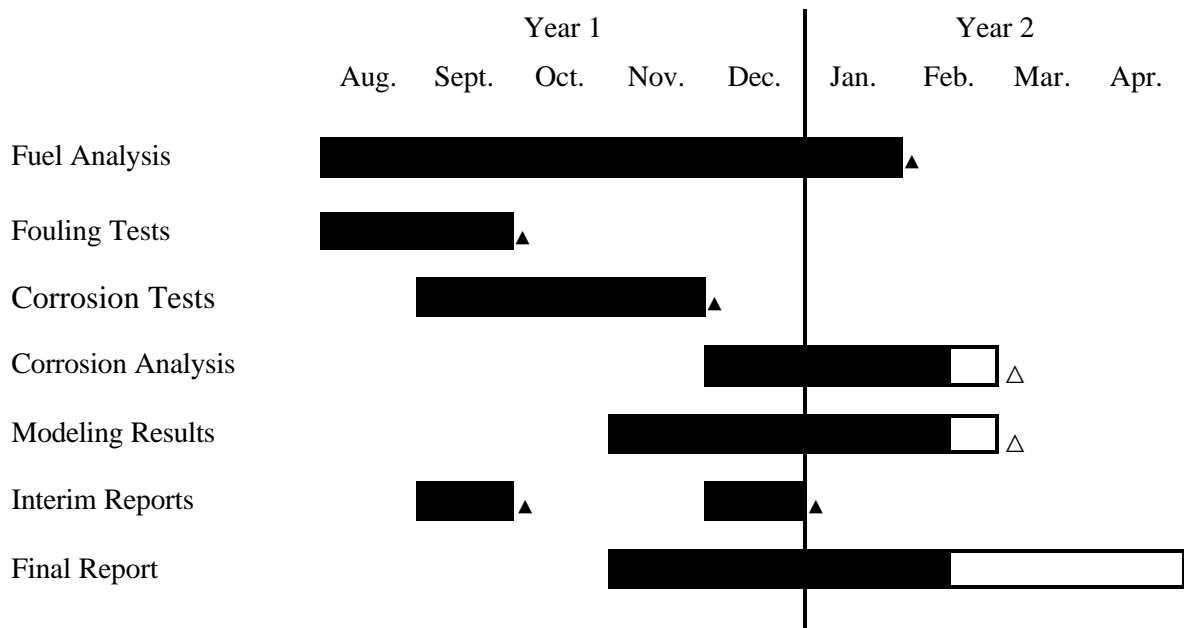 Year 1 Year 2
Aug. Sept. Oct. Nov. Dec. Jan. Feb. Mar. Apr.
Fuel Analysis
Fouling Tests
Corrosion Tests
Corrosion Analysis
Modeling Results
Interim Reports
Final Report